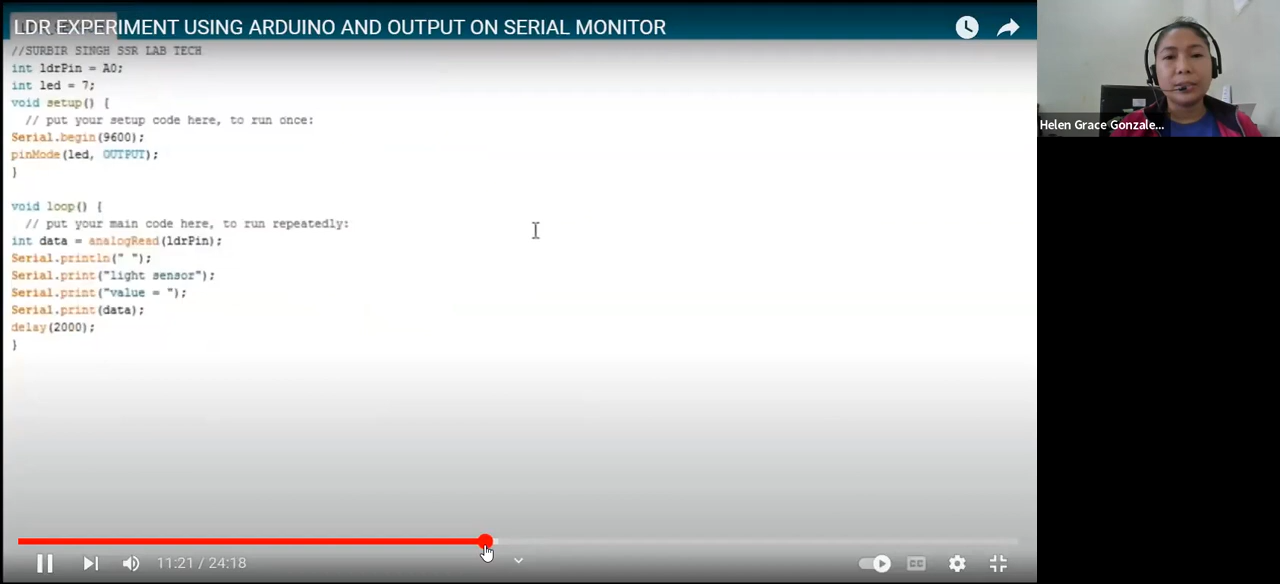 LDR EXPERIMENT USING ARDUINO AND OUTPUT ON SERIAL MONITOR
//SURBIR SINGH SSR LAB TECH
int ldrPin = A0;
int led = 7;
void setup() {
// put your setup code here, to run once:
Serial.begin(9600);
pinMode(led, OUTPUT);
}
void loop() {
// put your main code here, to run repeatedly:
int data = analogRead(ldrPin);
Serial.println(" ");
Serial.print("light sensor");
Serial.print("value = ");
Serial.print(data);
delay(2000);
}
11:21 / 24:18
CC
Helen Grace Gonzale...